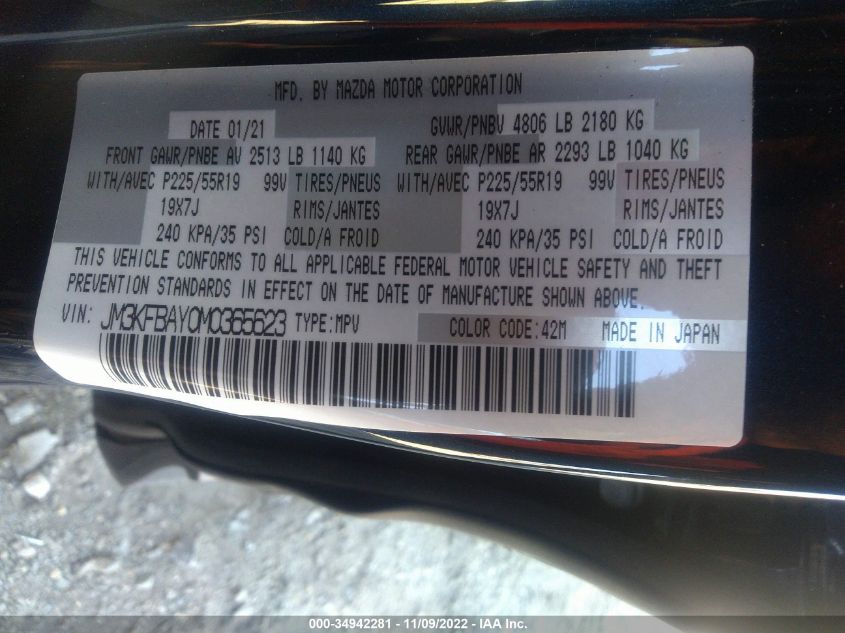 MFD. BY MAZDA MOTOR CORPORATION
DATE 01/21 GVWR/PNBV 4806 LB 2180 KG
FRONT GAWR/PNBE AV 2513 LB 1140 KG REAR GAWR/PNBE AR 2293 LB 1040 KG
WITH/AVEC P225/55R19 99V TIRES/PNEUS WITH/AVEC P225/55R19 99V TIRES/PNEUS
19X7J RIMS/JANTES 19X7J RIMS/JANTES
240 KPA/35 PSI COLD/A FROID 240 KPA/35 PSI COLD/A FROID
THIS VEHICLE CONFORMS TO ALL APPLICABLE FEDERAL MOTOR VEHICLE SAFETY AND THEFT
PREVENTION STANDARDS IN EFFECT ON THE DATE OF MANUFACTURE SHOWN ABOVE.
VIN: JM3KFBAY0M0365623 TYPE:MPV COLOR CODE:42M MADE IN JAPAN
000-34942281 - 11/09/2022 - IAA Inc.